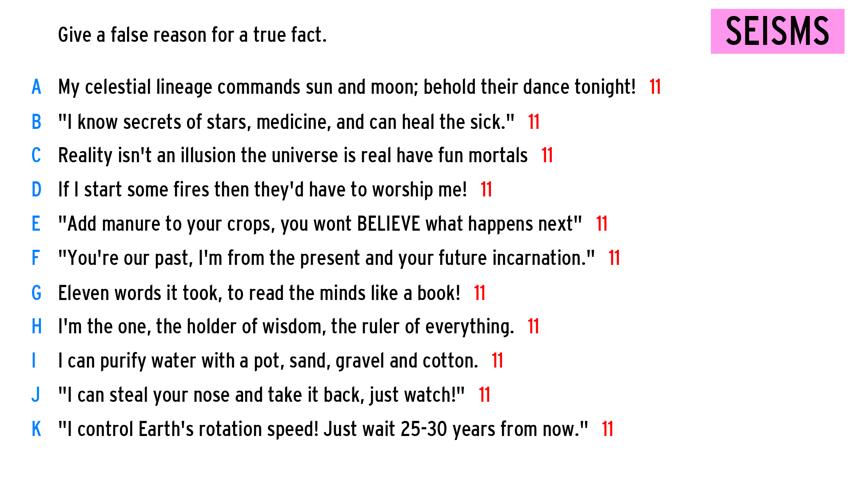 Give a false reason for a true fact.
SEISMS
A My celestial lineage commands sun and moon; behold their dance tonight! 11
B "I know secrets of stars, medicine, and can heal the sick." 11
C Reality isn't an illusion the universe is real have fun mortals 11
D If I start some fires then they'd have to worship me! 11
E "Add manure to your crops, you wont BELIEVE what happens next" 11
F "You're our past, I'm from the present and your future incarnation." 11
G Eleven words it took, to read the minds like a book! 11
H I'm the one, the holder of wisdom, the ruler of everything. 11
I I can purify water with a pot, sand, gravel and cotton. 11
J "I can steal your nose and take it back, just watch!" 11
K "I control Earth's rotation speed! Just wait 25-30 years from now." 11